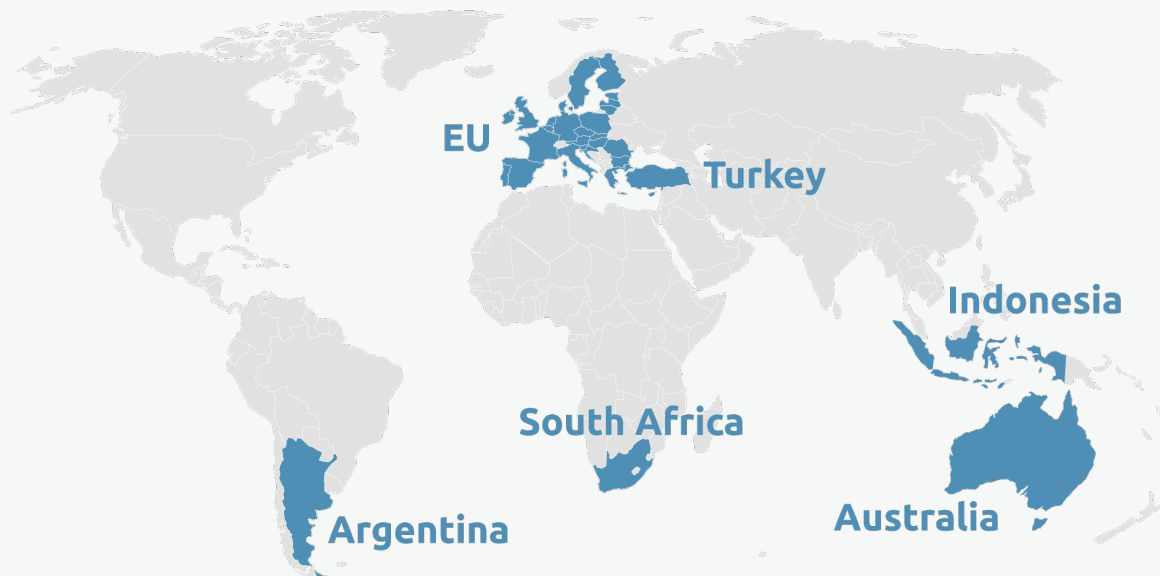 EU
Turkey
Indonesia
South Africa
Australia
Argentina